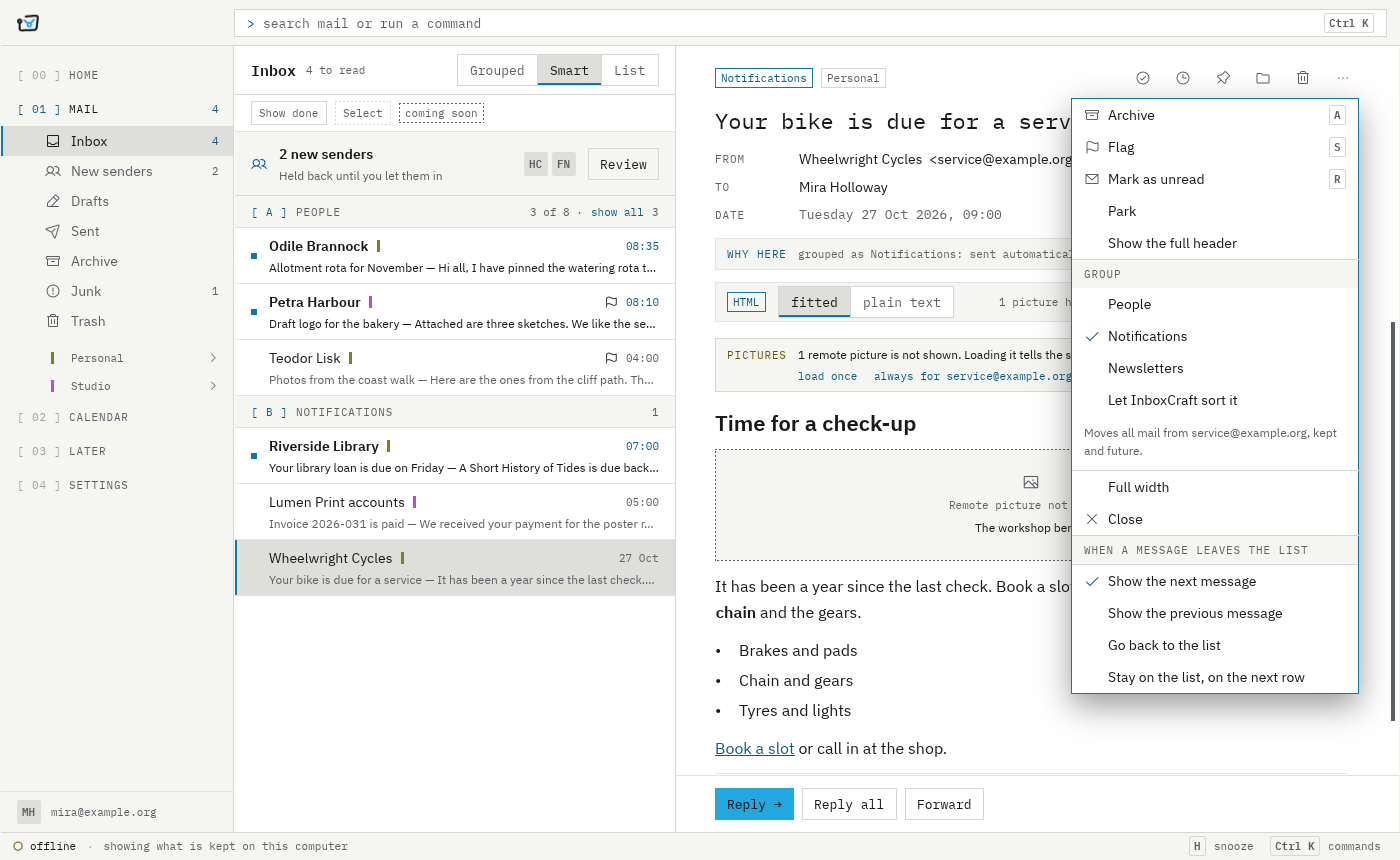 > search mail or run a command
Ctrl K
[ 00 ] HOME
[ 01 ] MAIL 4
Inbox 4
New senders 2
Drafts
Sent
Archive
Junk 1
Trash
Personal
Studio
[ 02 ] CALENDAR
[ 03 ] LATER
[ 04 ] SETTINGS
MH mira@example.org
Inbox 4 to read
Grouped Smart List
Show done Select coming soon
2 new senders
Held back until you let them in
HC FN Review
[ A ] PEOPLE 3 of 8 · show all 3
Odile Brannock 08:35
Allotment rota for November — Hi all, I have pinned the watering rota t…
Petra Harbour 08:10
Draft logo for the bakery — Attached are three sketches. We like the se…
Teodor Lisk 04:00
Photos from the coast walk — Here are the ones from the cliff path. Th…
[ B ] NOTIFICATIONS 1
Riverside Library 07:00
Your library loan is due on Friday — A Short History of Tides is due back…
Lumen Print accounts 05:00
Invoice 2026-031 is paid — We received your payment for the poster r…
Wheelwright Cycles 27 Oct
Your bike is due for a service — It has been a year since the last check.…
Notifications Personal
Your bike is due for a serv
FROM Wheelwright Cycles <service@example.org
TO Mira Holloway
DATE Tuesday 27 Oct 2026, 09:00
WHY HERE grouped as Notifications: sent automatical
HTML fitted plain text 1 picture h
PICTURES 1 remote picture is not shown. Loading it tells the s
load once always for service@example.org
Time for a check-up
Remote picture not
The workshop ben
It has been a year since the last check. Book a slo
chain and the gears.
• Brakes and pads
• Chain and gears
• Tyres and lights
Book a slot or call in at the shop.
Reply → Reply all Forward
Archive A
Flag S
Mark as unread R
Park
Show the full header
GROUP
People
Notifications
Newsletters
Let InboxCraft sort it
Moves all mail from service@example.org, kept
and future.
Full width
Close
WHEN A MESSAGE LEAVES THE LIST
Show the next message
Show the previous message
Go back to the list
Stay on the list, on the next row
offline · showing what is kept on this computer
H snooze Ctrl K commands